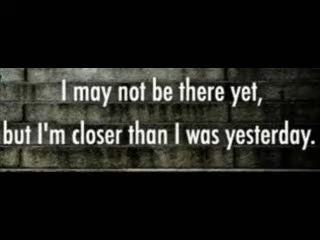 I may not be there yet,
but I'm closer than I was yesterday.